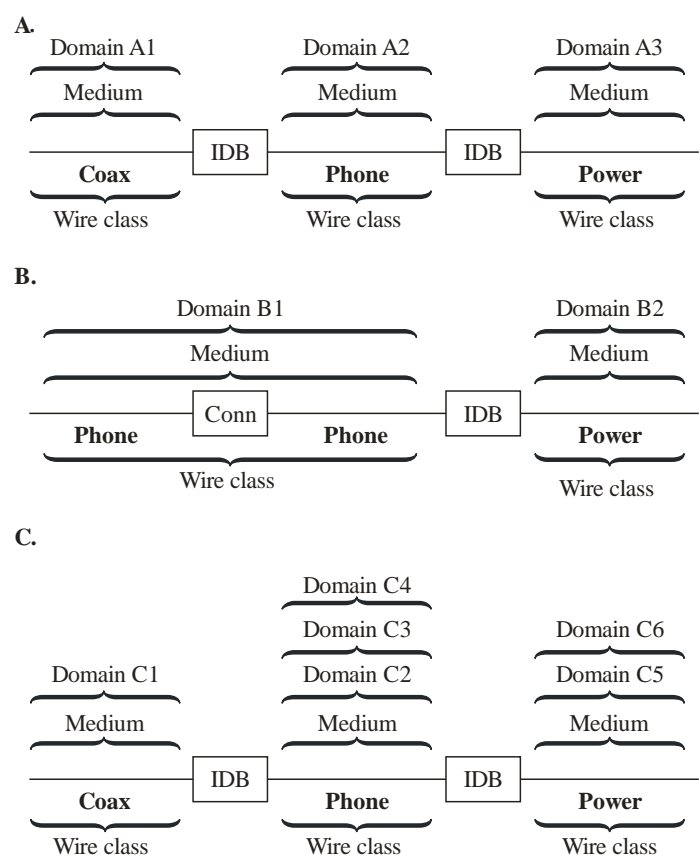 A.
Domain A1 Domain A2 Domain A3
Medium Medium Medium
IDB IDB
Coax Phone Power
Wire class Wire class Wire class
B.
Domain B1 Domain B2
Medium Medium
Conn IDB
Phone Phone Power
Wire class Wire class
C.
Domain C4
Domain C3 Domain C6
Domain C1 Domain C2 Domain C5
Medium Medium Medium
IDB IDB
Coax Phone Power
Wire class Wire class Wire class